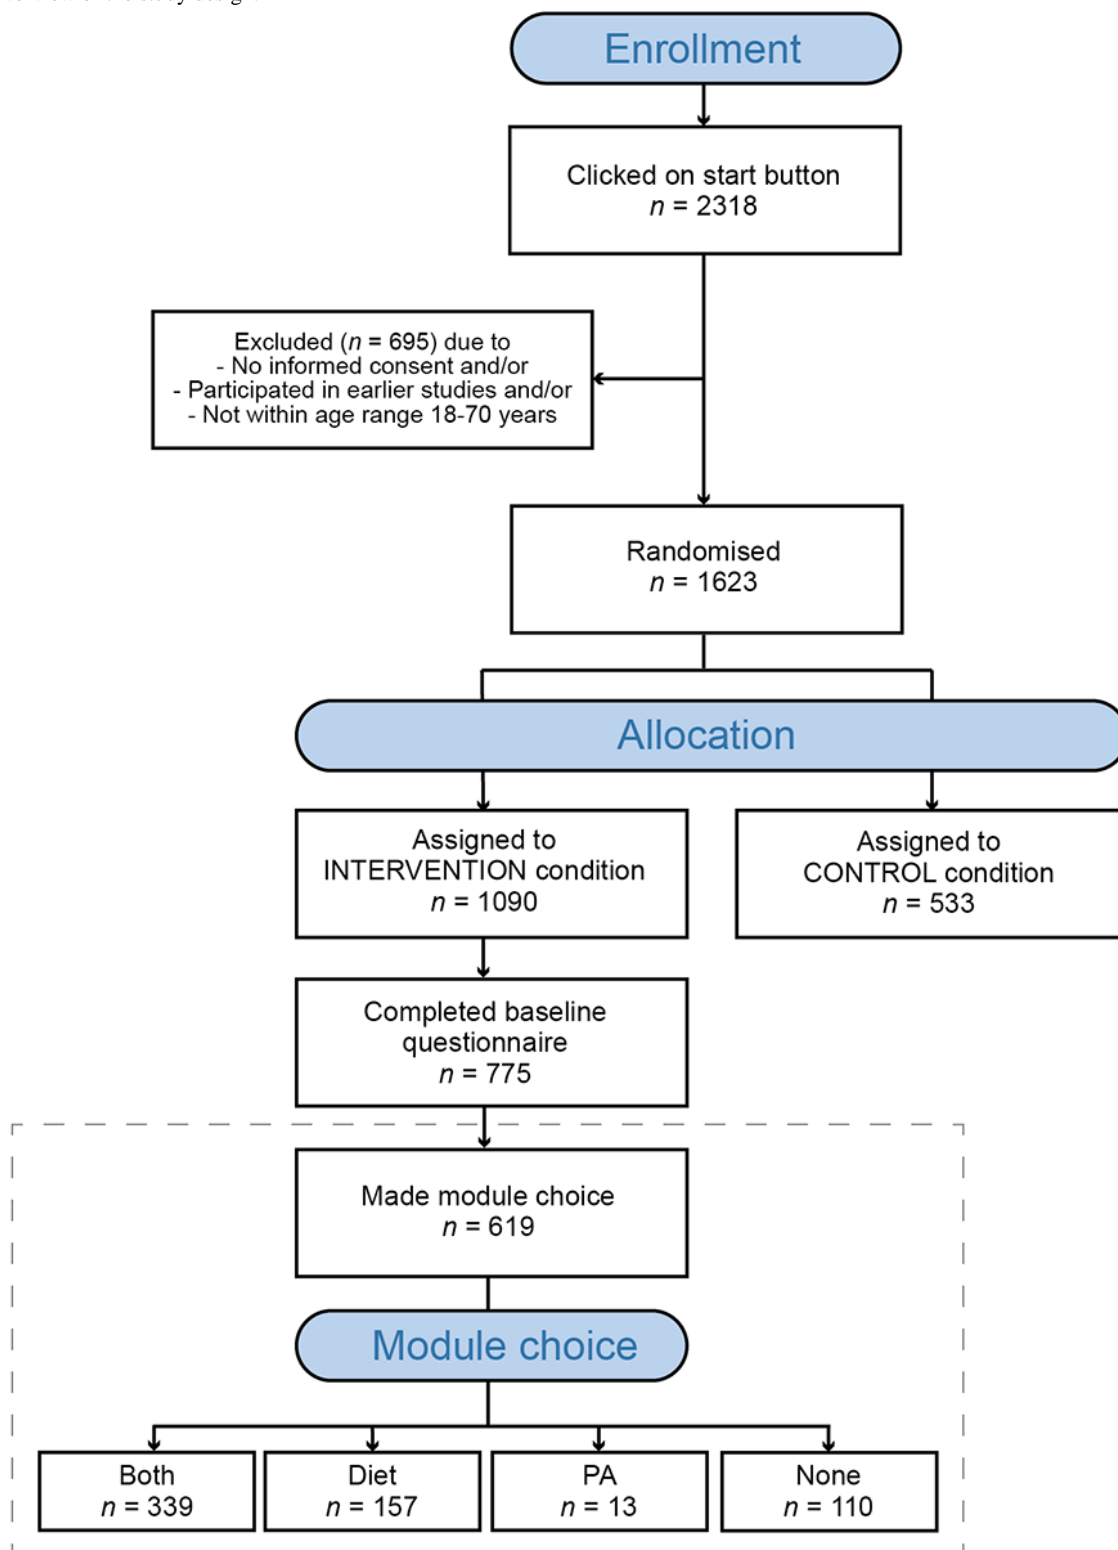 Enrollment
Clicked on start button
n = 2318
Excluded (n = 695) due to
- No informed consent and/or
- Participated in earlier studies and/or
- Not within age range 18-70 years
Randomised
n = 1623
Allocation
Assigned to
INTERVENTION condition
n = 1090
Assigned to
CONTROL condition
n = 533
Completed baseline
questionnaire
n = 775
Made module choice
n = 619
Module choice
Both
n = 339
Diet
n = 157
PA
n = 13
None
n = 110